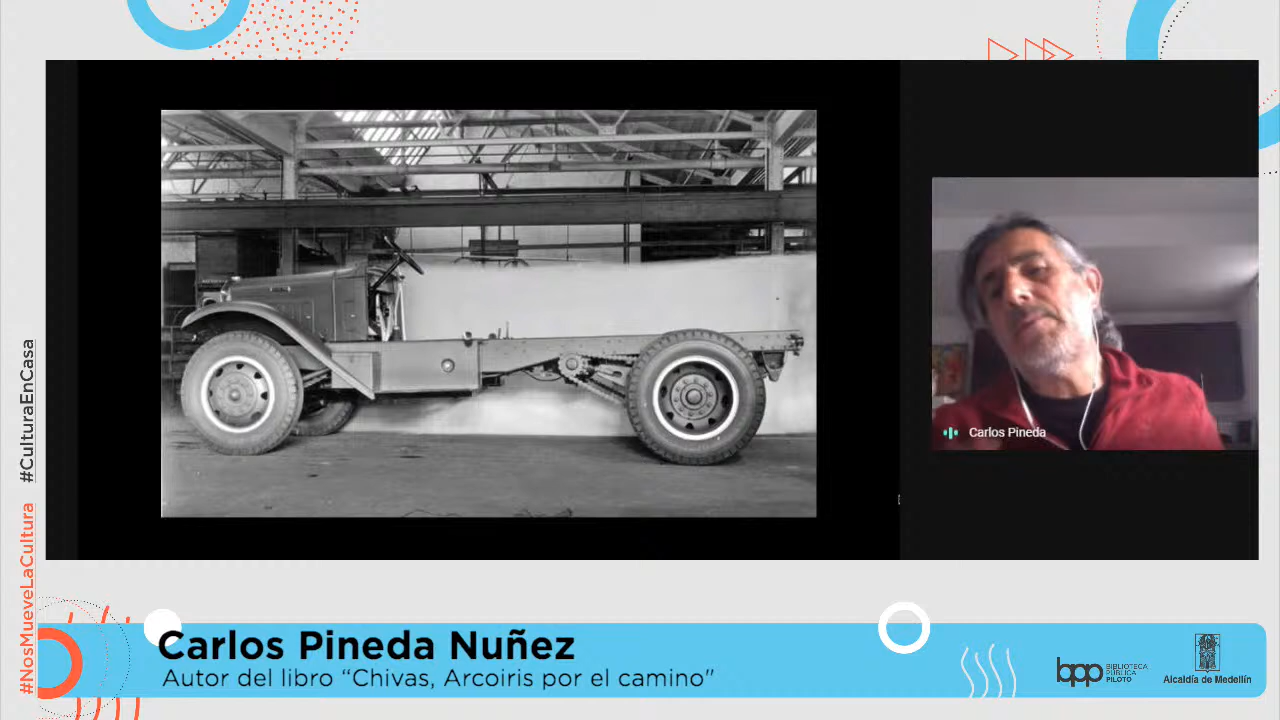 #NosMueveLaCultura #CulturaEnCasa
Carlos Pineda
Carlos Pineda Nuñez
Autor del libro “Chivas, Arcoiris por el camino”
bpp BIBLIOTECA
PÚBLICA
PILOTO
Alcaldía de Medellín